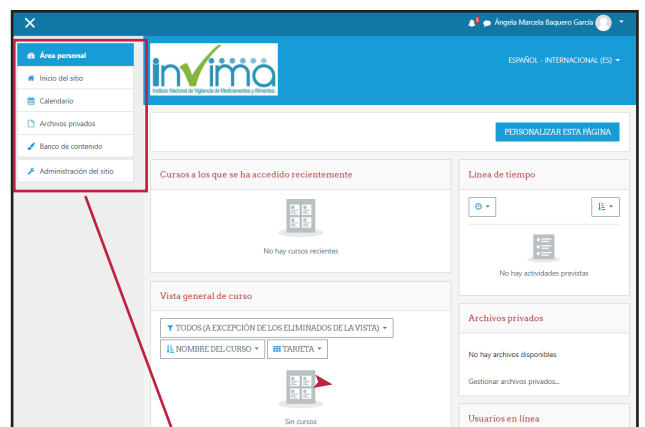 3
Ángela Marcela Baquero García
Área personal
Inicio del sitio
Calendario
Archivos privados
Banco de contenido
Administración del sitio
invima
Instituto Nacional de Vigilancia de Medicamentos y Alimentos
ESPAÑOL - INTERNACIONAL (ES)
PERSONALIZAR ESTA PÁGINA
Cursos a los que se ha accedido recientemente
No hay cursos recientes
Vista general de curso
TODOS (A EXCEPCIÓN DE LOS ELIMINADOS DE LA VISTA)
NOMBRE DEL CURSO
TARJETA
Sin cursos
Línea de tiempo
No hay actividades previstas
Archivos privados
No hay archivos disponibles
Gestionar archivos privados...
Usuarios en línea